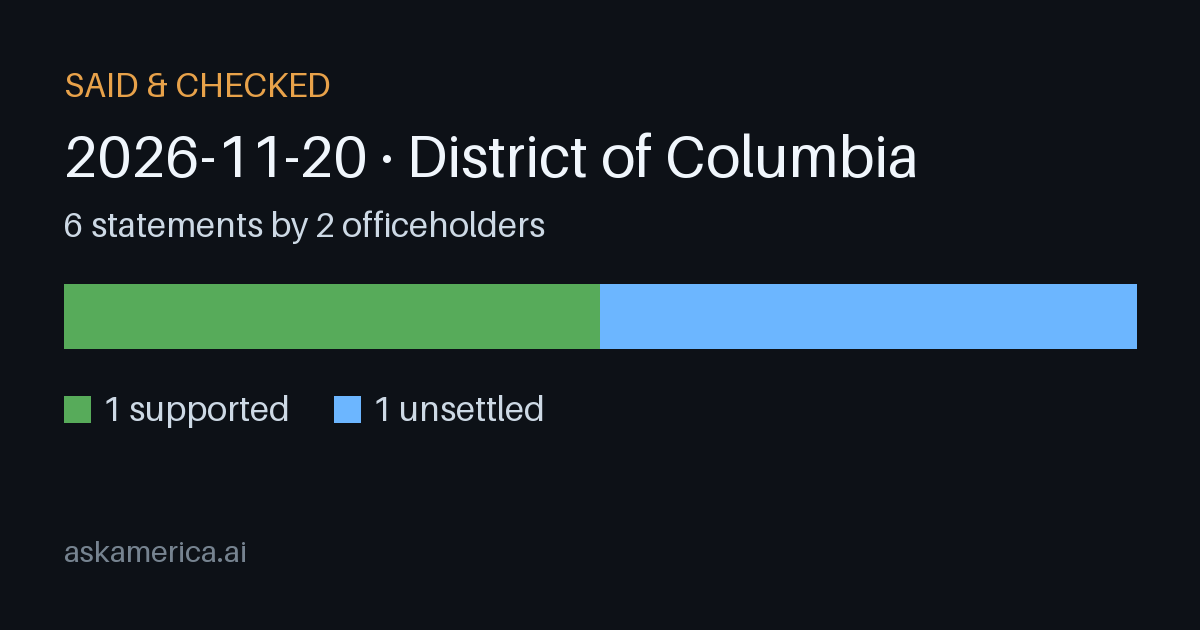 SAID & CHECKED
2026-11-20 · District of Columbia
6 statements by 2 officeholders
1 supported 1 unsettled
askamerica.ai